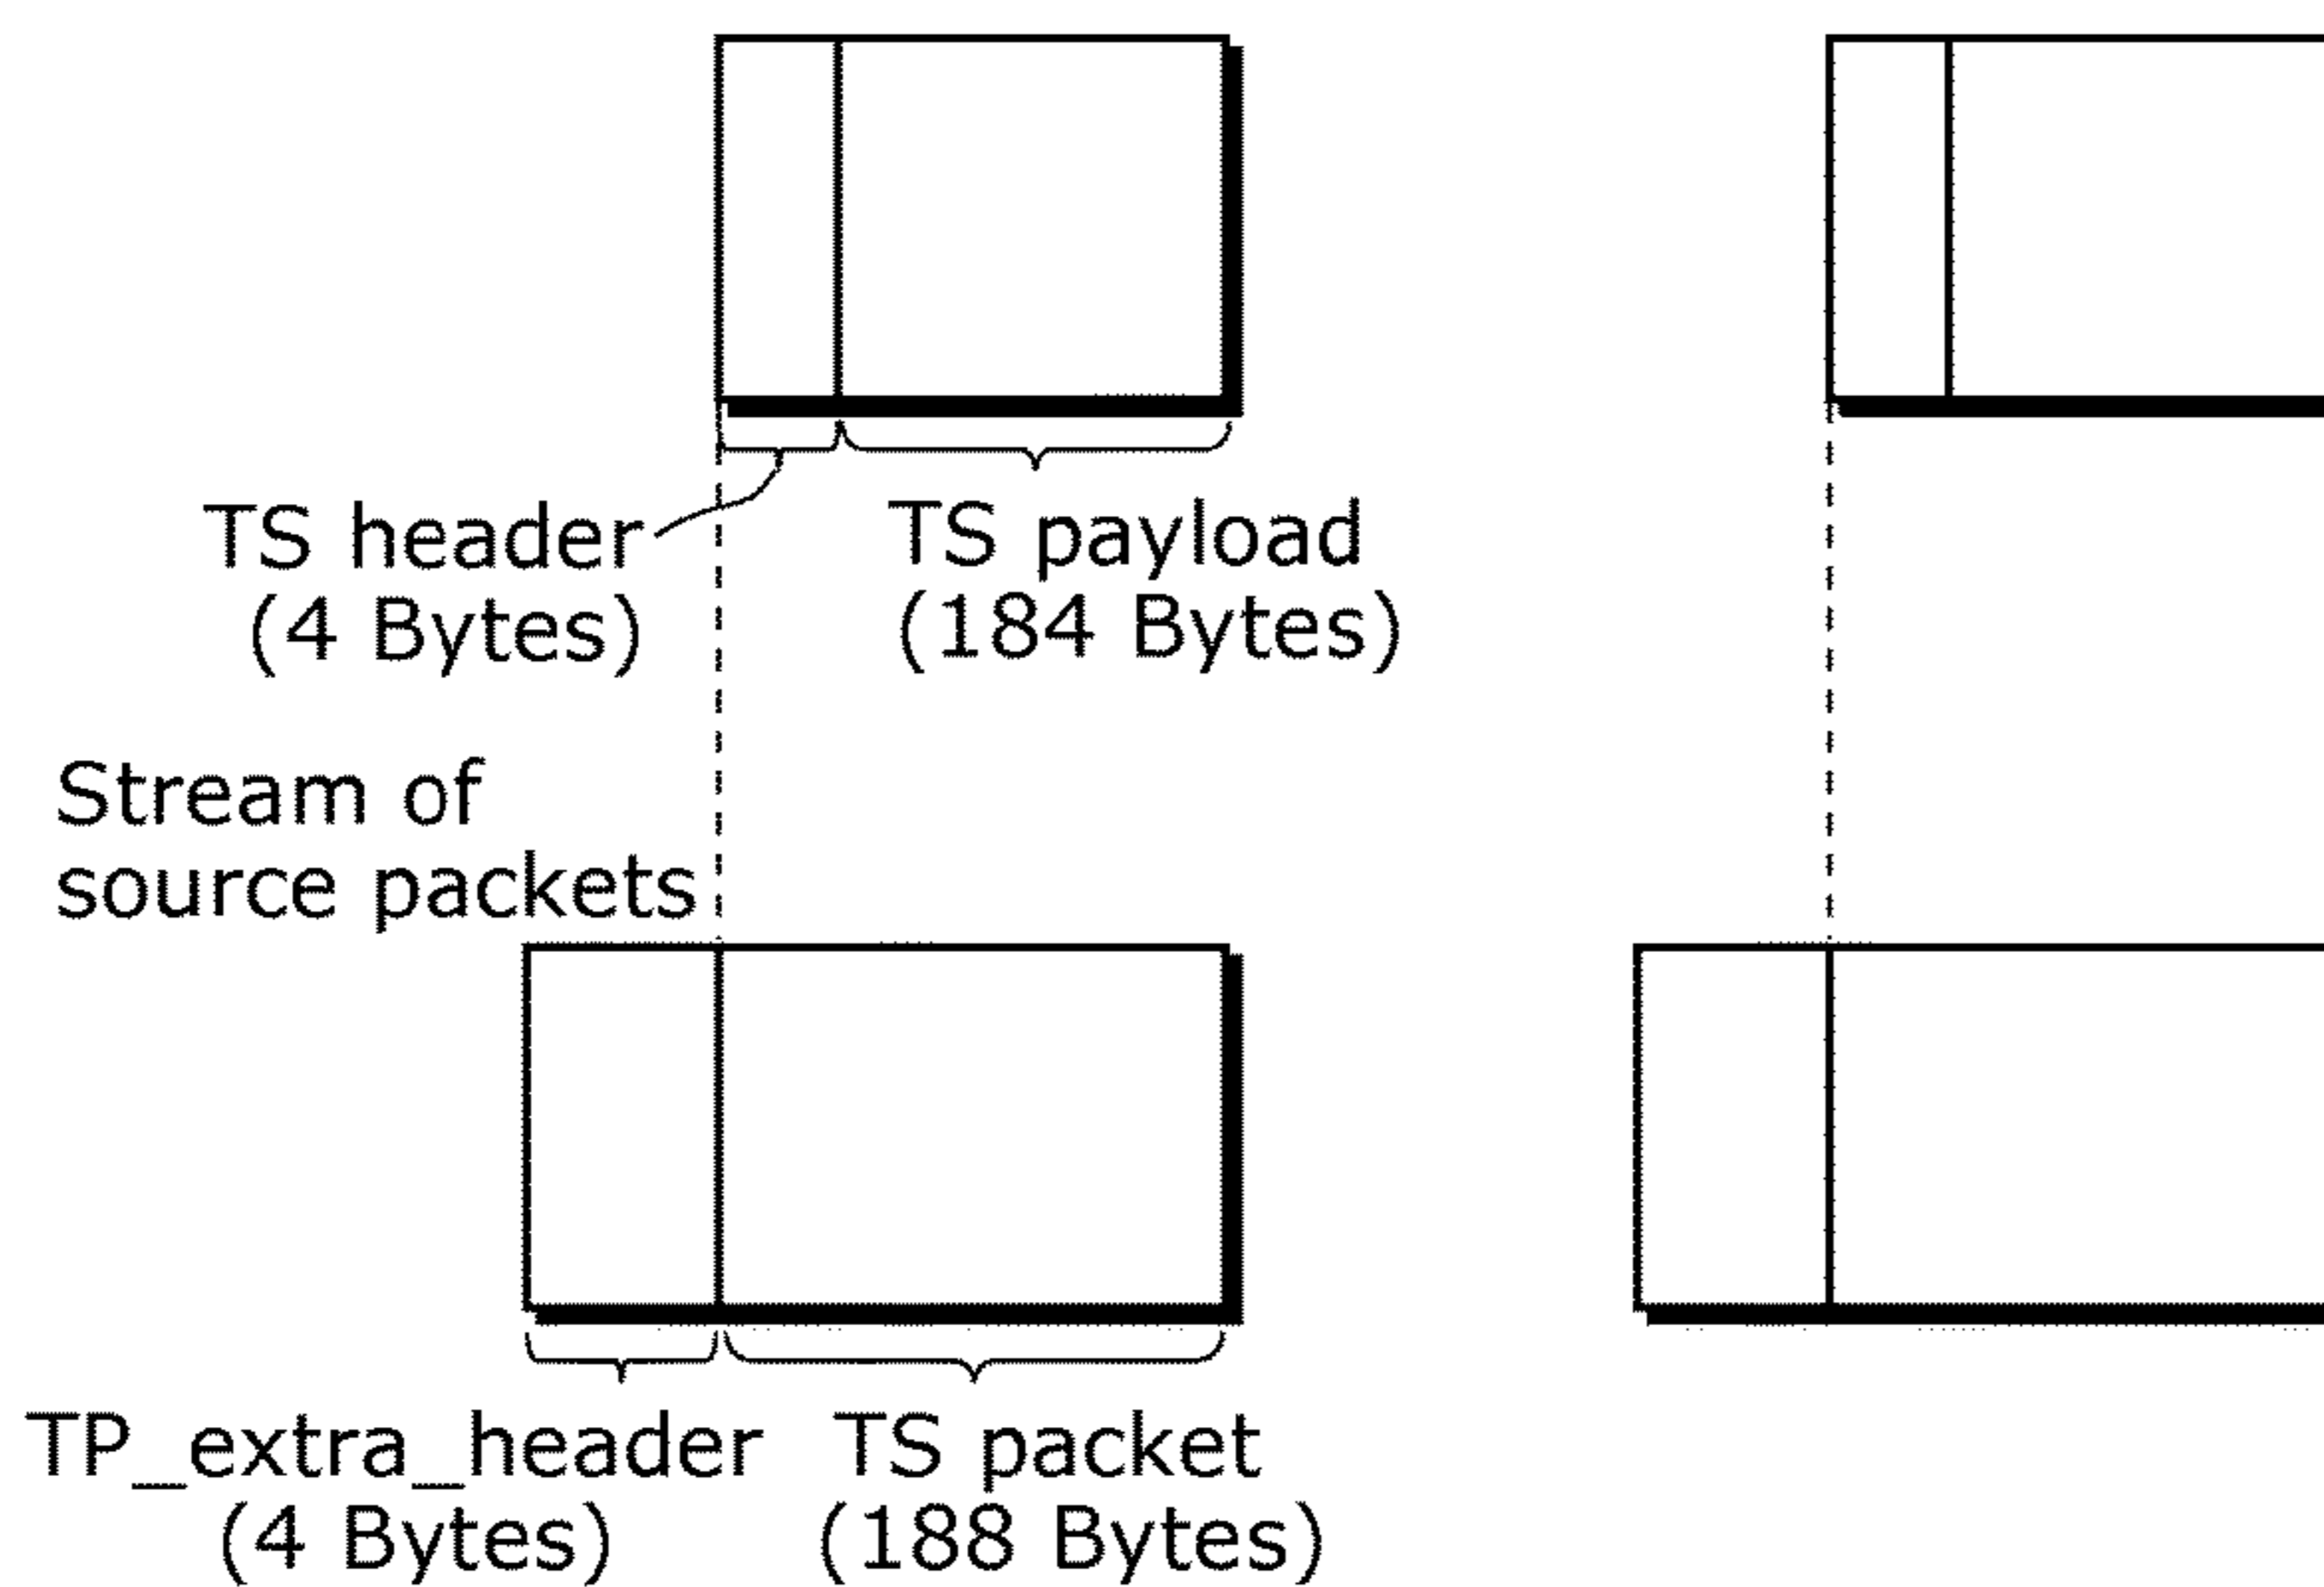 TS header
(4 Bytes)
TS payload
(184 Bytes)
Stream of
source packets
TP_extra_header
(4 Bytes)
TS packet
(188 Bytes)